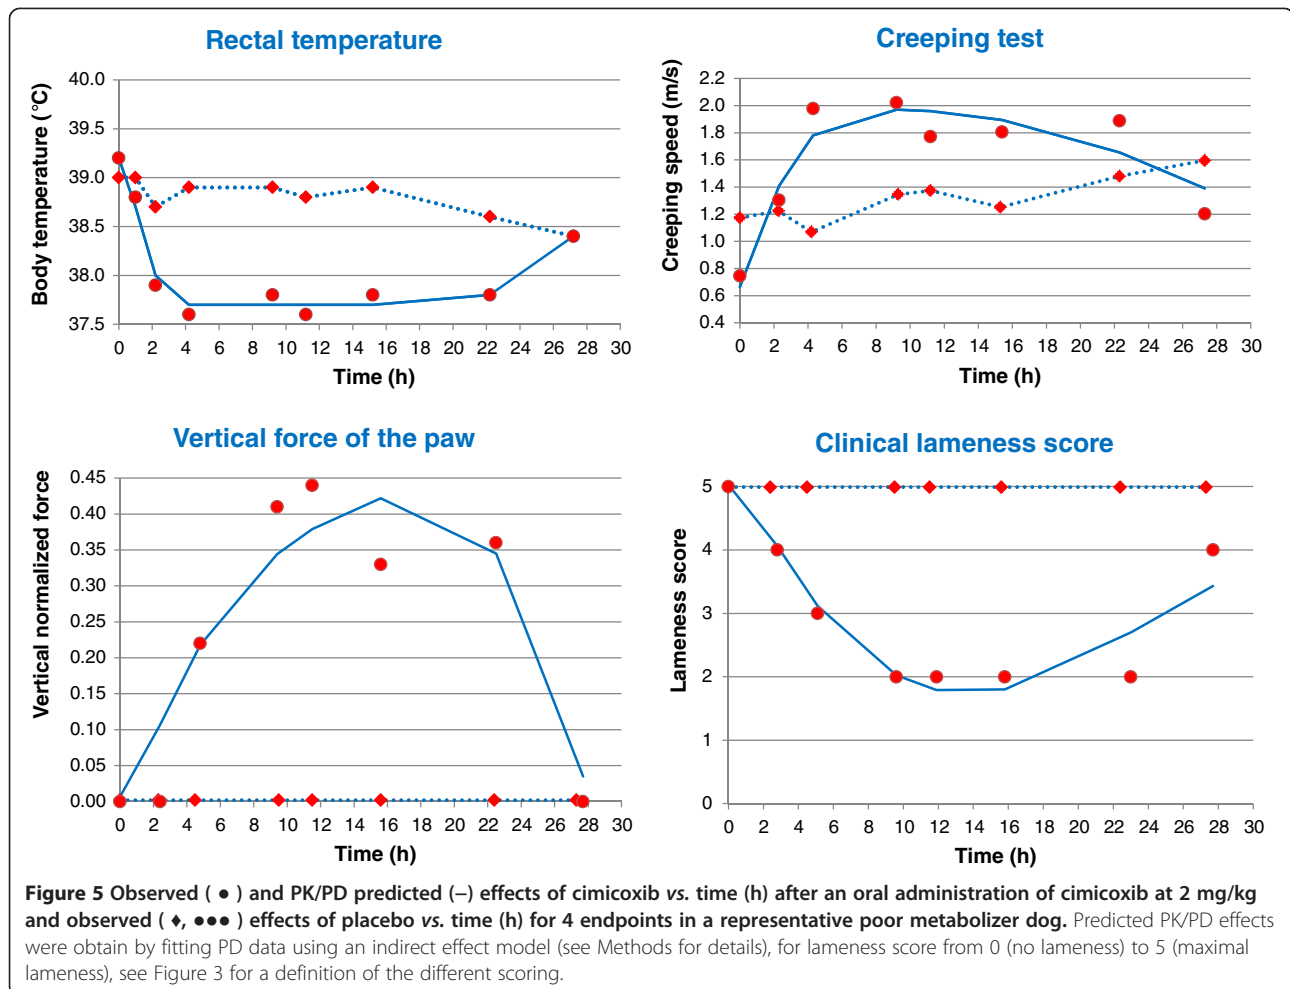 Rectal temperature
Body temperature (°C)
40.0
39.5
39.0
38.5
38.0
37.5
0 2 4 6 8 10 12 14 16 18 20 22 24 26 28 30
Time (h)
Creeping test
Creeping speed (m/s)
2.2
2.0
1.8
1.6
1.4
1.2
1.0
0.8
0.6
0.4
0 2 4 6 8 10 12 14 16 18 20 22 24 26 28 30
Time (h)
Vertical force of the paw
Vertical normalized force
0.45
0.40
0.35
0.30
0.25
0.20
0.15
0.10
0.05
0.00
0 2 4 6 8 10 12 14 16 18 20 22 24 26 28 30
Time (h)
Clinical lameness score
Lameness score
5
4
3
2
1
0
0 2 4 6 8 10 12 14 16 18 20 22 24 26 28 30
Time (h)
Figure 5 Observed ( ● ) and PK/PD predicted (–) effects of cimicoxib vs. time (h) after an oral administration of cimicoxib at 2 mg/kg
and observed ( ♦, ●●● ) effects of placebo vs. time (h) for 4 endpoints in a representative poor metabolizer dog. Predicted PK/PD effects
were obtain by fitting PD data using an indirect effect model (see Methods for details), for lameness score from 0 (no lameness) to 5 (maximal
lameness), see Figure 3 for a definition of the different scoring.